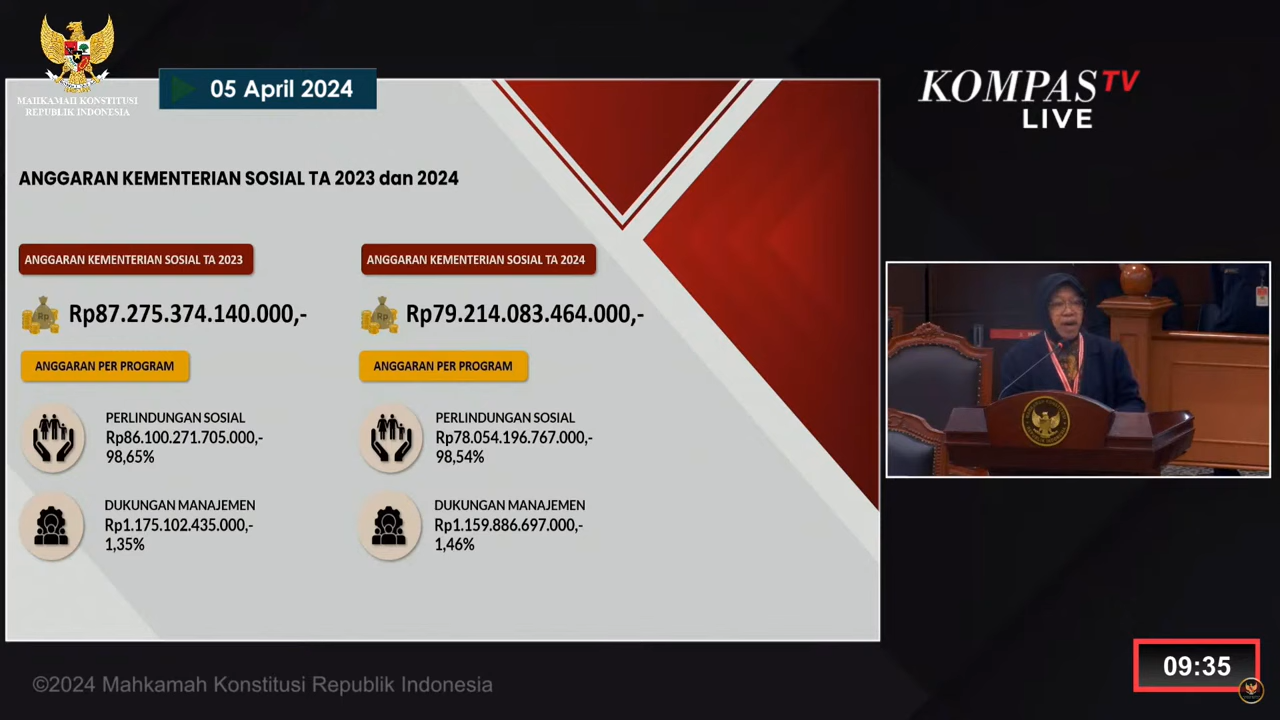 MAHKAMAH KONSTITUSI
REPUBLIK INDONESIA
05 April 2024
KOMPAS TV
LIVE
ANGGARAN KEMENTERIAN SOSIAL TA 2023 dan 2024
ANGGARAN KEMENTERIAN SOSIAL TA 2023
Rp
Rp87.275.374.140.000,-
ANGGARAN PER PROGRAM
PERLINDUNGAN SOSIAL
Rp86.100.271.705.000,-
98,65%
DUKUNGAN MANAJEMEN
Rp1.175.102.435.000,-
1,35%
ANGGARAN KEMENTERIAN SOSIAL TA 2024
Rp
Rp79.214.083.464.000,-
ANGGARAN PER PROGRAM
PERLINDUNGAN SOSIAL
Rp78.054.196.767.000,-
98,54%
DUKUNGAN MANAJEMEN
Rp1.159.886.697.000,-
1,46%
09:35
©2024 Mahkamah Konstitusi Republik Indonesia